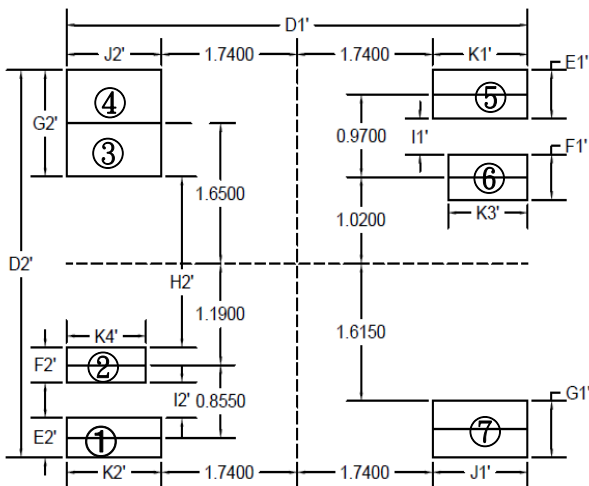 D1'
J2' 1.7400 1.7400 K1'
E1'
④ ⑤
G2' I1' 0.9700
F1'
③ ⑥
1.6500 1.0200
K3'
D2' H2'
1.1900 1.6150
K4'
F2' ②
I2' 0.8550 G1'
E2' ① ⑦
K2' 1.7400 1.7400 J1'